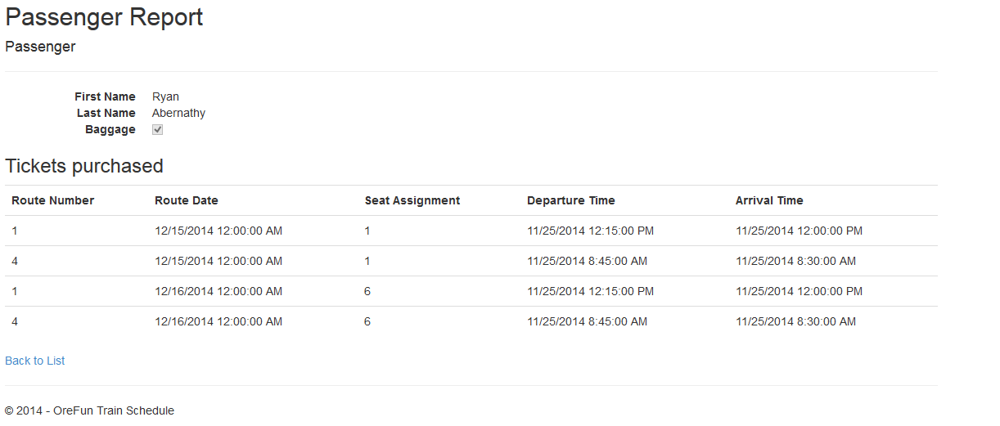 Passenger Report
Passenger
First Name Ryan
Last Name Abernathy
Baggage
Tickets purchased
Route Number Route Date Seat Assignment Departure Time Arrival Time
1 12/15/2014 12:00:00 AM 1 11/25/2014 12:15:00 PM 11/25/2014 12:00:00 PM
4 12/15/2014 12:00:00 AM 1 11/25/2014 8:45:00 AM 11/25/2014 8:30:00 AM
1 12/16/2014 12:00:00 AM 6 11/25/2014 12:15:00 PM 11/25/2014 12:00:00 PM
4 12/16/2014 12:00:00 AM 6 11/25/2014 8:45:00 AM 11/25/2014 8:30:00 AM
Back to List
© 2014 - OreFun Train Schedule